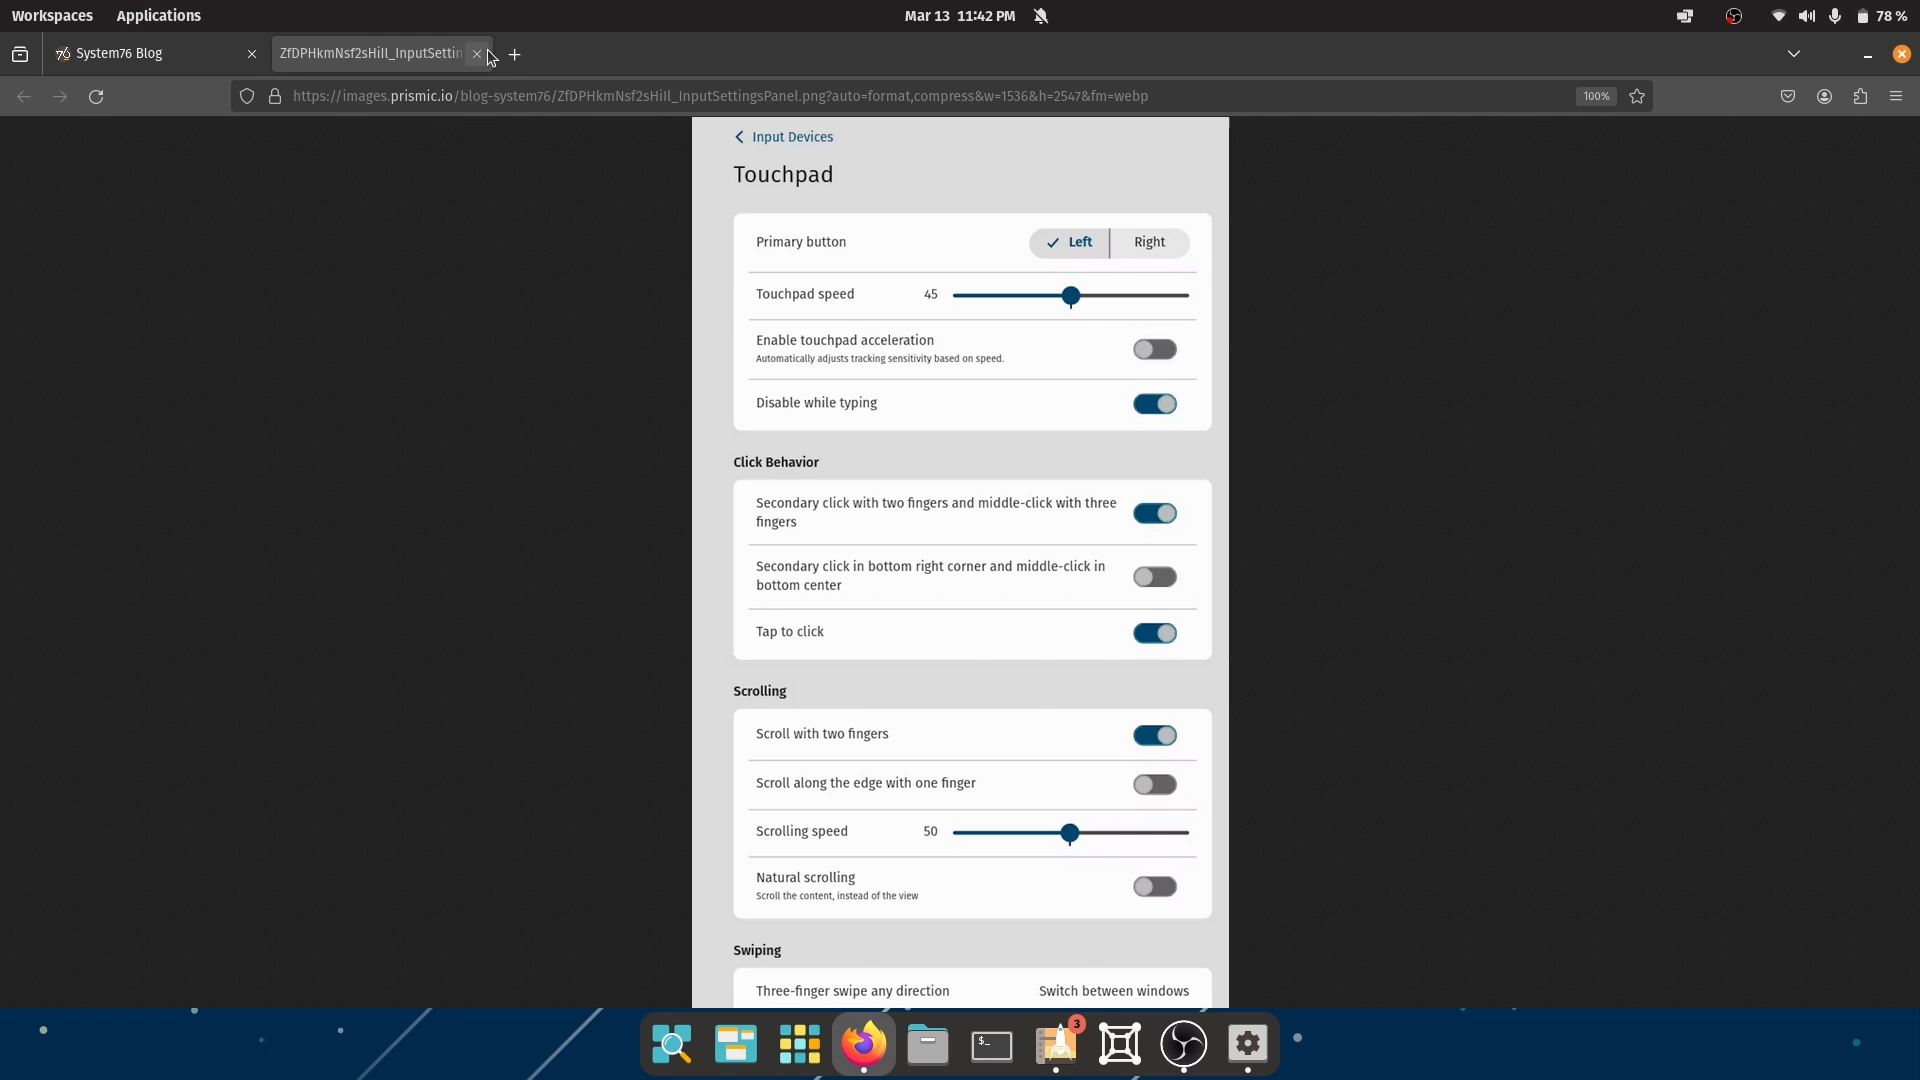 Workspaces Applications Mar 13 11:42 PM 78 %
System76 Blog ZfDPHkmNsf2sHiIl_InputSettin
https://images.prismic.io/blog-system76/ZfDPHkmNsf2sHiIl_InputSettingsPanel.png?auto=format,compress&w=1536&h=2547&fm=webp 100%
Input Devices
Touchpad
Primary button Left Right
Touchpad speed 45
Enable touchpad acceleration
Automatically adjusts tracking sensitivity based on speed.
Disable while typing
Click Behavior
Secondary click with two fingers and middle-click with three
fingers
Secondary click in bottom right corner and middle-click in
bottom center
Tap to click
Scrolling
Scroll with two fingers
Scroll along the edge with one finger
Scrolling speed 50
Natural scrolling
Scroll the content, instead of the view
Swiping
Three-finger swipe any direction Switch between windows
$_
3